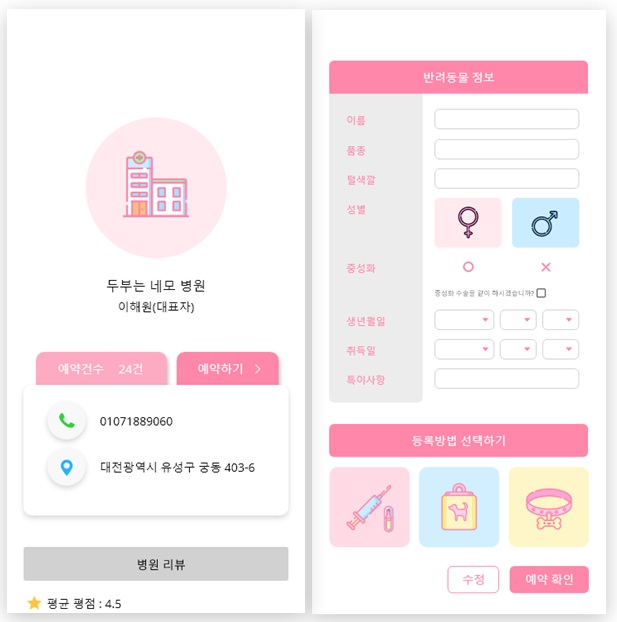 두부는 네모 병원
이해원(대표자)
예약건수 24건
예약하기
01071889060
대전광역시 유성구 궁동 403-6
병원 리뷰
평균 평점 : 4.5
반려동물 정보
이름
품종
털색깔
성별
중성화
중성화 수술을 같이 하시겠습니까?
생년월일
취득일
특이사항
등록방법 선택하기
수정
예약 확인